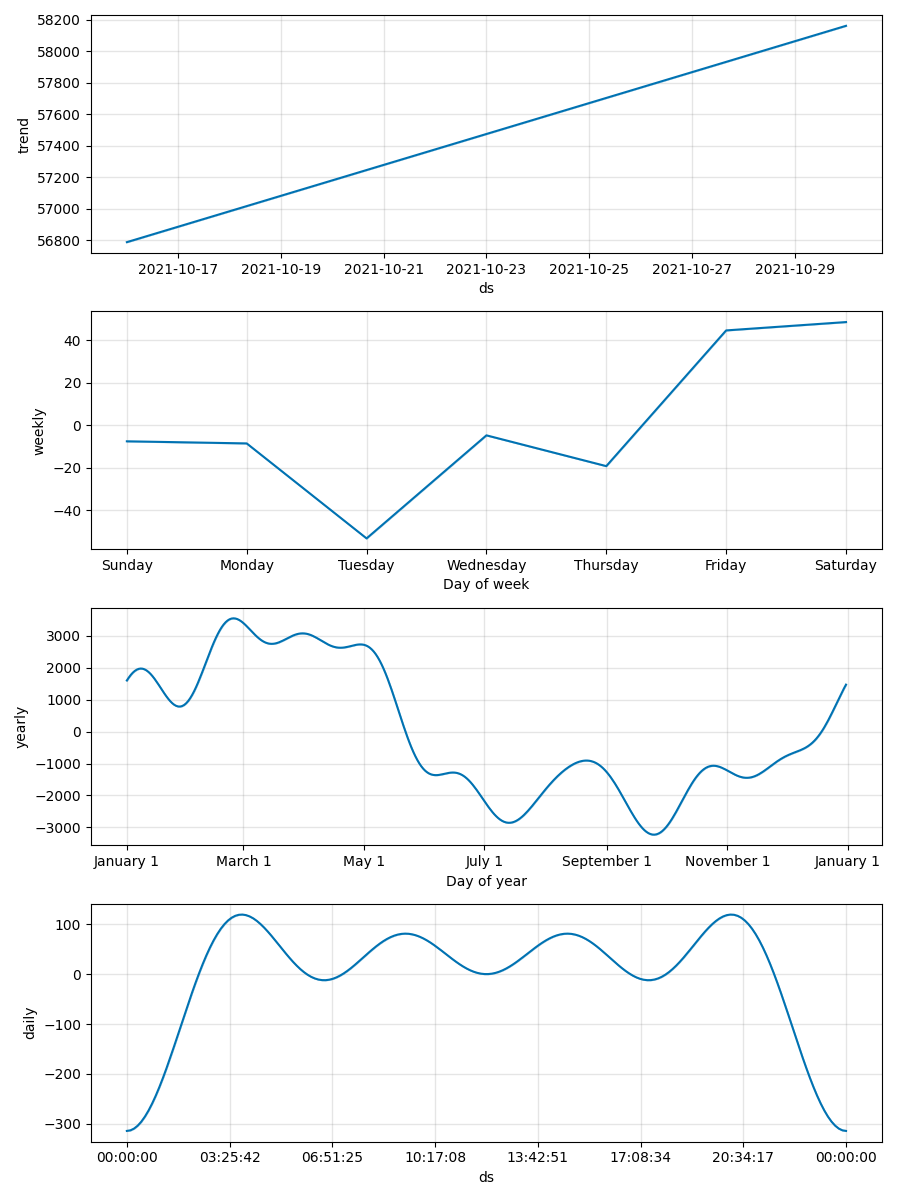 58200
58000
57800
57600
57400
57200
57000
56800
trend
2021-10-17 2021-10-19 2021-10-21 2021-10-23 2021-10-25 2021-10-27 2021-10-29
ds
40
20
0
−20
−40
weekly
Sunday Monday Tuesday Wednesday Thursday Friday Saturday
Day of week
3000
2000
1000
0
−1000
−2000
−3000
yearly
January 1 March 1 May 1 July 1 September 1 November 1 January 1
Day of year
100
0
−100
−200
−300
daily
00:00:00 03:25:42 06:51:25 10:17:08 13:42:51 17:08:34 20:34:17 00:00:00
ds